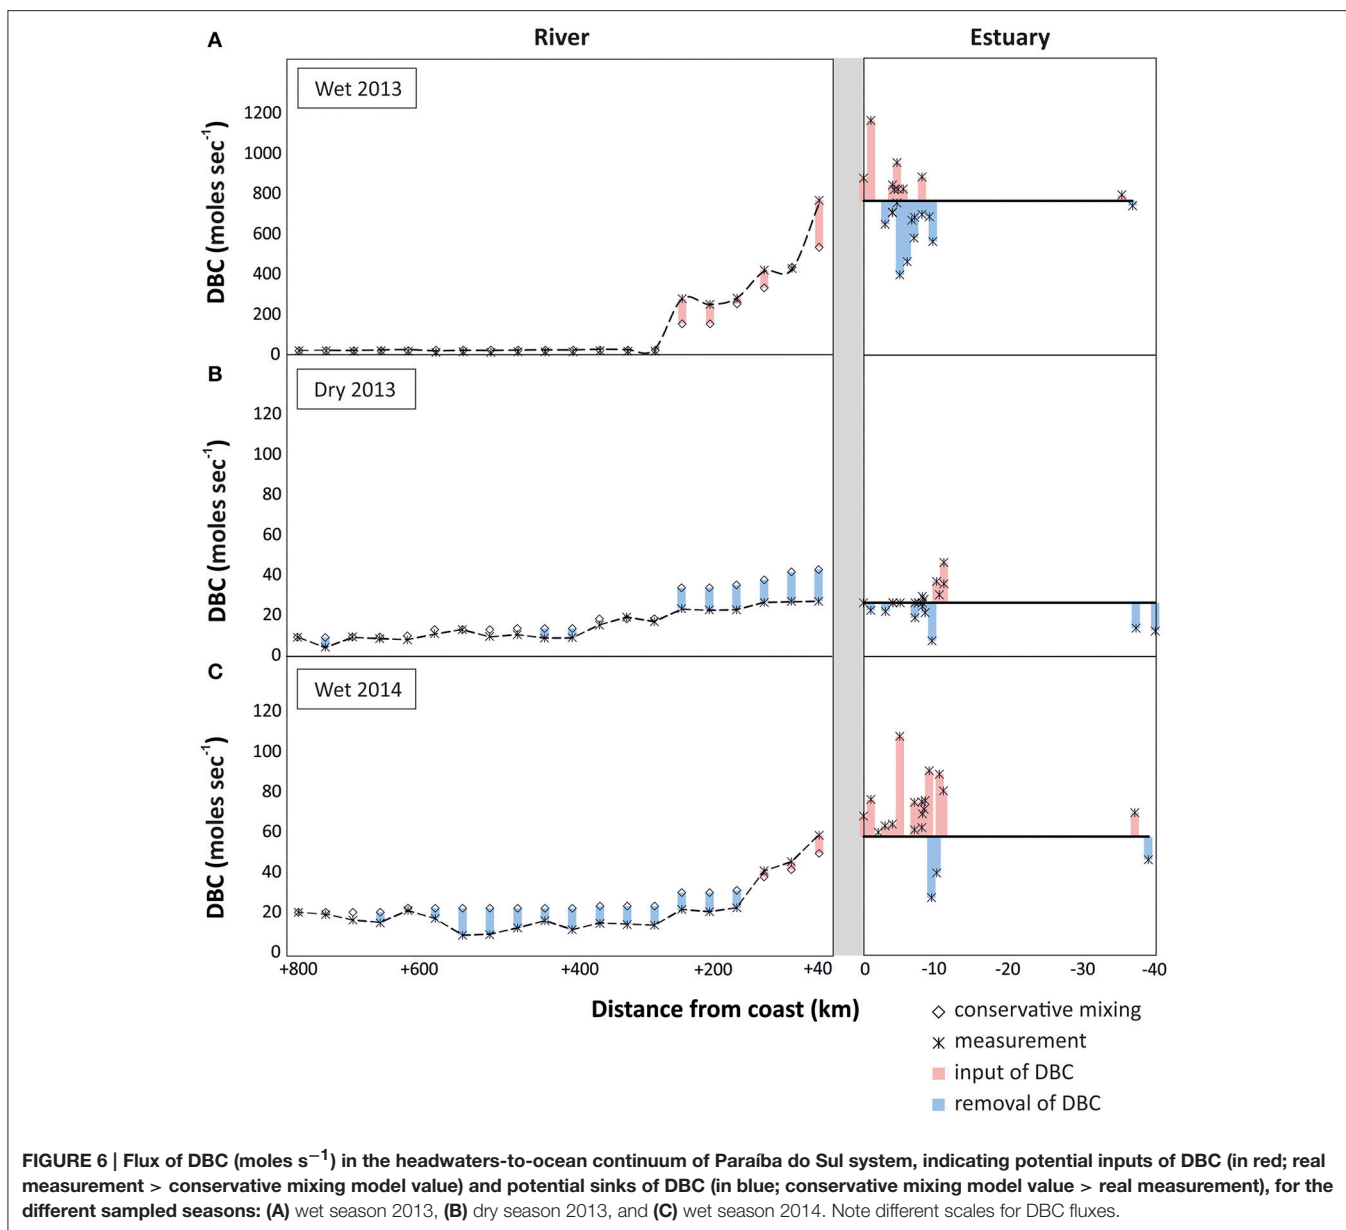 River
Estuary
A
Wet 2013
DBC (moles sec⁻¹)
1200
1000
800
600
400
200
0
B
Dry 2013
DBC (moles sec⁻¹)
120
100
80
60
40
20
0
C
Wet 2014
DBC (moles sec⁻¹)
120
100
80
60
40
20
0
+800 +600 +400 +200 +40 0 -10 -20 -30 -40
Distance from coast (km)
conservative mixing
measurement
input of DBC
removal of DBC
FIGURE 6 | Flux of DBC (moles s⁻¹) in the headwaters-to-ocean continuum of Paraíba do Sul system, indicating potential inputs of DBC (in red; real
measurement > conservative mixing model value) and potential sinks of DBC (in blue; conservative mixing model value > real measurement), for the
different sampled seasons: (A) wet season 2013, (B) dry season 2013, and (C) wet season 2014. Note different scales for DBC fluxes.